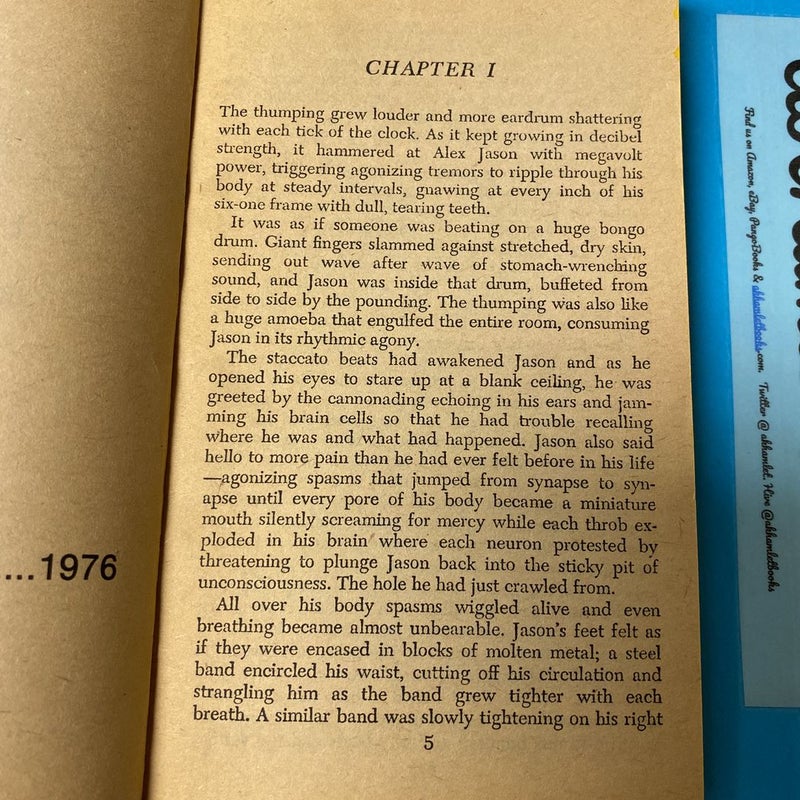 ...1976
CHAPTER I
The thumping grew louder and more eardrum shattering
with each tick of the clock. As it kept growing in decibel
strength, it hammered at Alex Jason with megavolt
power, triggering agonizing tremors to ripple through his
body at steady intervals, gnawing at every inch of his
six-one frame with dull, tearing teeth.
It was as if someone was beating on a huge bongo
drum. Giant fingers slammed against stretched, dry skin,
sending out wave after wave of stomach-wrenching
sound, and Jason was inside that drum, buffeted from
side to side by the pounding. The thumping was also like
a huge amoeba that engulfed the entire room, consuming
Jason in its rhythmic agony.
The staccato beats had awakened Jason and as he
opened his eyes to stare up at a blank ceiling, he was
greeted by the cannonading echoing in his ears and jam-
ming his brain cells so that he had trouble recalling
where he was and what had happened. Jason also said
hello to more pain than he had ever felt before in his life
—agonizing spasms that jumped from synapse to syn-
apse until every pore of his body became a miniature
mouth silently screaming for mercy while each throb ex-
ploded in his brain where each neuron protested by
threatening to plunge Jason back into the sticky pit of
unconsciousness. The hole he had just crawled from.
All over his body spasms wiggled alive and even
breathing became almost unbearable. Jason's feet felt as
if they were encased in blocks of molten metal; a steel
band encircled his waist, cutting off his circulation and
strangling him as the band grew tighter with each
breath. A similar band was slowly tightening on his right
5
Find us on Amazon, eBay, PangoBooks & akhamletbooks.com. Twitter @ akhamlet. Hive @akhamletbooks